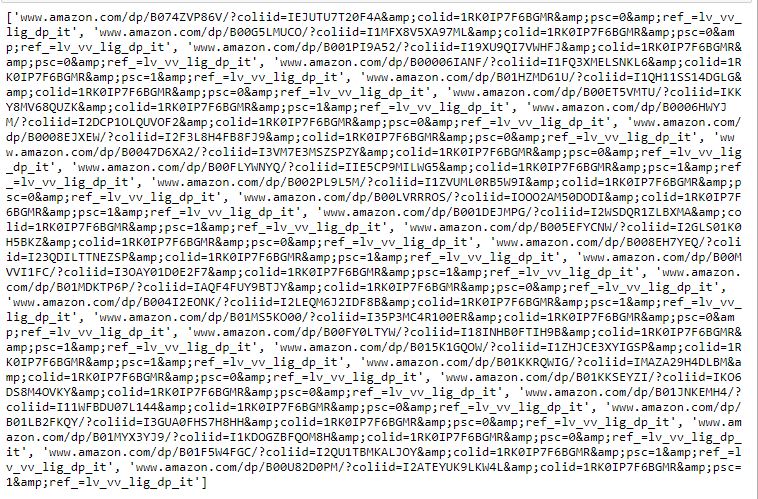 ['www.amazon.com/dp/B074ZVP86V/?coliid=IEJUTU7T20F4A&amp;colid=1RK0IP7F6BGMR&amp;psc=0&amp;ref_=lv_vv_
lig_dp_it', 'www.amazon.com/dp/B00G5LMUCO/?coliid=I1MFX8V5XA97ML&amp;colid=1RK0IP7F6BGMR&amp;psc=0&am
p;ref_=lv_vv_lig_dp_it', 'www.amazon.com/dp/B001PI9A52/?coliid=I19XU9QI7VWHFJ&amp;colid=1RK0IP7F6BGMR
&amp;psc=0&amp;ref_=lv_vv_lig_dp_it', 'www.amazon.com/dp/B00006IANF/?coliid=I1FQ3XMELSNKL6&amp;colid=1
RK0IP7F6BGMR&amp;psc=1&amp;ref_=lv_vv_lig_dp_it', 'www.amazon.com/dp/B01HZMD61U/?coliid=I1QH11SS14DGLG&
amp;colid=1RK0IP7F6BGMR&amp;psc=0&amp;ref_=lv_vv_lig_dp_it', 'www.amazon.com/dp/B00ET5VMTU/?coliid=IKK
Y8MV68QUZK&amp;colid=1RK0IP7F6BGMR&amp;psc=1&amp;ref_=lv_vv_lig_dp_it', 'www.amazon.com/dp/B0006HWYJ
M/?coliid=I2DCP1OLQUVOF2&amp;colid=1RK0IP7F6BGMR&amp;psc=0&amp;ref_=lv_vv_lig_dp_it', 'www.amazon.com/
dp/B0008EJXEW/?coliid=I2F3L8H4FB8FJ9&amp;colid=1RK0IP7F6BGMR&amp;psc=0&amp;ref_=lv_vv_lig_dp_it', 'ww
w.amazon.com/dp/B0047D6XA2/?coliid=I3VM7E3MSZSPZY&amp;colid=1RK0IP7F6BGMR&amp;psc=0&amp;ref_=lv_vv_lig
_dp_it', 'www.amazon.com/dp/B00FLYWNYQ/?coliid=IIE5CP9MILWG5&amp;colid=1RK0IP7F6BGMR&amp;psc=1&amp;ref
_=lv_vv_lig_dp_it', 'www.amazon.com/dp/B002PL9L5M/?coliid=I1ZVUML0RB5W9I&amp;colid=1RK0IP7F6BGMR&amp;p
sc=0&amp;ref_=lv_vv_lig_dp_it', 'www.amazon.com/dp/B00LVRRROS/?coliid=IOOO2AM50DODI&amp;colid=1RK0IP7F
6BGMR&amp;psc=1&amp;ref_=lv_vv_lig_dp_it', 'www.amazon.com/dp/B001DEJMPG/?coliid=I2WSDQR1ZLBXMA&amp;co
lid=1RK0IP7F6BGMR&amp;psc=1&amp;ref_=lv_vv_lig_dp_it', 'www.amazon.com/dp/B005EFYCNW/?coliid=I2GLS01K0
H5BKZ&amp;colid=1RK0IP7F6BGMR&amp;psc=0&amp;ref_=lv_vv_lig_dp_it', 'www.amazon.com/dp/B008EH7YEQ/?coli
id=I23QDILTTNEZSP&amp;colid=1RK0IP7F6BGMR&amp;psc=1&amp;ref_=lv_vv_lig_dp_it', 'www.amazon.com/dp/B00M
VVI1FC/?coliid=I3OAY01D0E2F7&amp;colid=1RK0IP7F6BGMR&amp;psc=1&amp;ref_=lv_vv_lig_dp_it', 'www.amazon.
com/dp/B01MDKTP6P/?coliid=IAQF4FUY9BTJY&amp;colid=1RK0IP7F6BGMR&amp;psc=0&amp;ref_=lv_vv_lig_dp_it',
'www.amazon.com/dp/B004I2EONK/?coliid=I2LEQM6J2IDF8B&amp;colid=1RK0IP7F6BGMR&amp;psc=1&amp;ref_=lv_vv_
lig_dp_it', 'www.amazon.com/dp/B01MS5KO00/?coliid=I35P3MC4R100ER&amp;colid=1RK0IP7F6BGMR&amp;psc=0&am
p;ref_=lv_vv_lig_dp_it', 'www.amazon.com/dp/B00FY0LTYW/?coliid=I18INHB0FTIH9B&amp;colid=1RK0IP7F6BGMR&
amp;psc=1&amp;ref_=lv_vv_lig_dp_it', 'www.amazon.com/dp/B015K1GQOW/?coliid=I1ZHJCE3XYIGSP&amp;colid=1
RK0IP7F6BGMR&amp;psc=1&amp;ref_=lv_vv_lig_dp_it', 'www.amazon.com/dp/B01KKRQWIG/?coliid=IMAZA29H4DLBM&a
mp;colid=1RK0IP7F6BGMR&amp;psc=0&amp;ref_=lv_vv_lig_dp_it', 'www.amazon.com/dp/B01KKSEYZI/?coliid=IKO6
DS8M4OVKY&amp;colid=1RK0IP7F6BGMR&amp;psc=0&amp;ref_=lv_vv_lig_dp_it', 'www.amazon.com/dp/B01JNKEMH4/?
coliid=I11WFBDU07L144&amp;colid=1RK0IP7F6BGMR&amp;psc=0&amp;ref_=lv_vv_lig_dp_it', 'www.amazon.com/dp/
B01LB2FKQY/?coliid=I3GUA0FHS7H8HH&amp;colid=1RK0IP7F6BGMR&amp;psc=0&amp;ref_=lv_vv_lig_dp_it', 'www.am
azon.com/dp/B01MYX3YJ9/?coliid=I1KDOGZBFQOM8H&amp;colid=1RK0IP7F6BGMR&amp;psc=0&amp;ref_=lv_vv_lig_dp_
it', 'www.amazon.com/dp/B01F5W4FGC/?coliid=I2QU1TBMKALJOY&amp;colid=1RK0IP7F6BGMR&amp;psc=1&amp;ref_=l
v_vv_lig_dp_it', 'www.amazon.com/dp/B00U82D0PM/?coliid=I2ATEYUK9LKW4L&amp;colid=1RK0IP7F6BGMR&amp;psc=
1&amp;ref_=lv_vv_lig_dp_it']